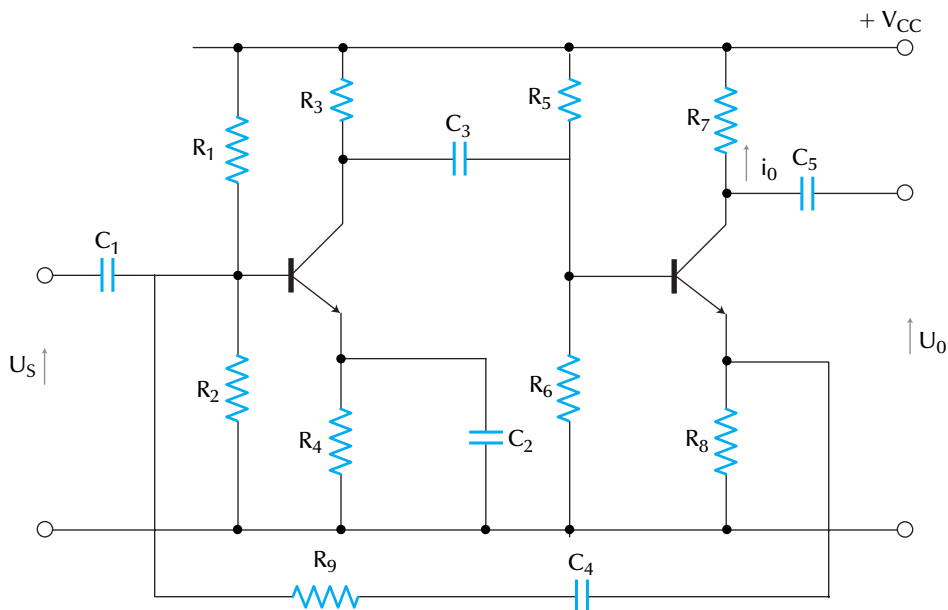 + V_CC
R_3
R_5
R_7
R_1
C_3
i_0
C_5
C_1
U_S
R_2
R_4
C_2
R_6
R_8
U_0
R_9
C_4